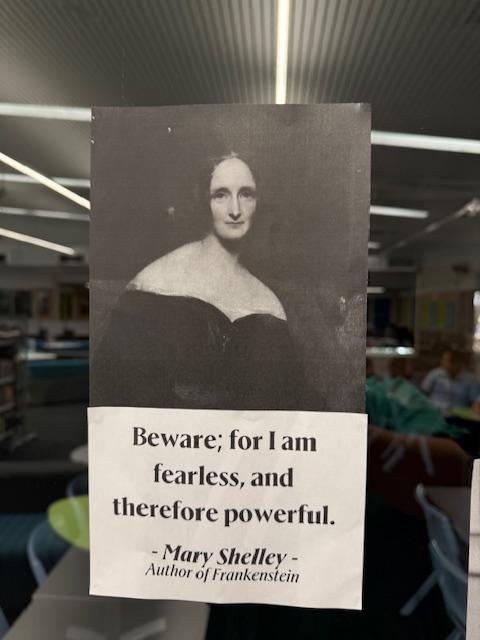 Beware; for I am
fearless, and
therefore powerful.
- Mary Shelley -
Author of Frankenstein